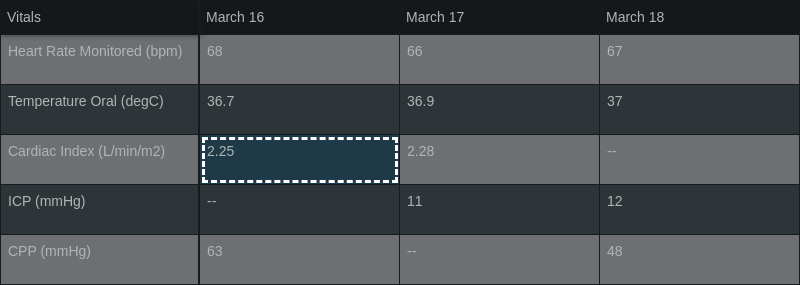 Vitals March 16 March 17 March 18
Heart Rate Monitored (bpm) 68 66 67
Temperature Oral (degC) 36.7 36.9 37
Cardiac Index (L/min/m2) 2.25 2.28 --
ICP (mmHg) -- 11 12
CPP (mmHg) 63 -- 48